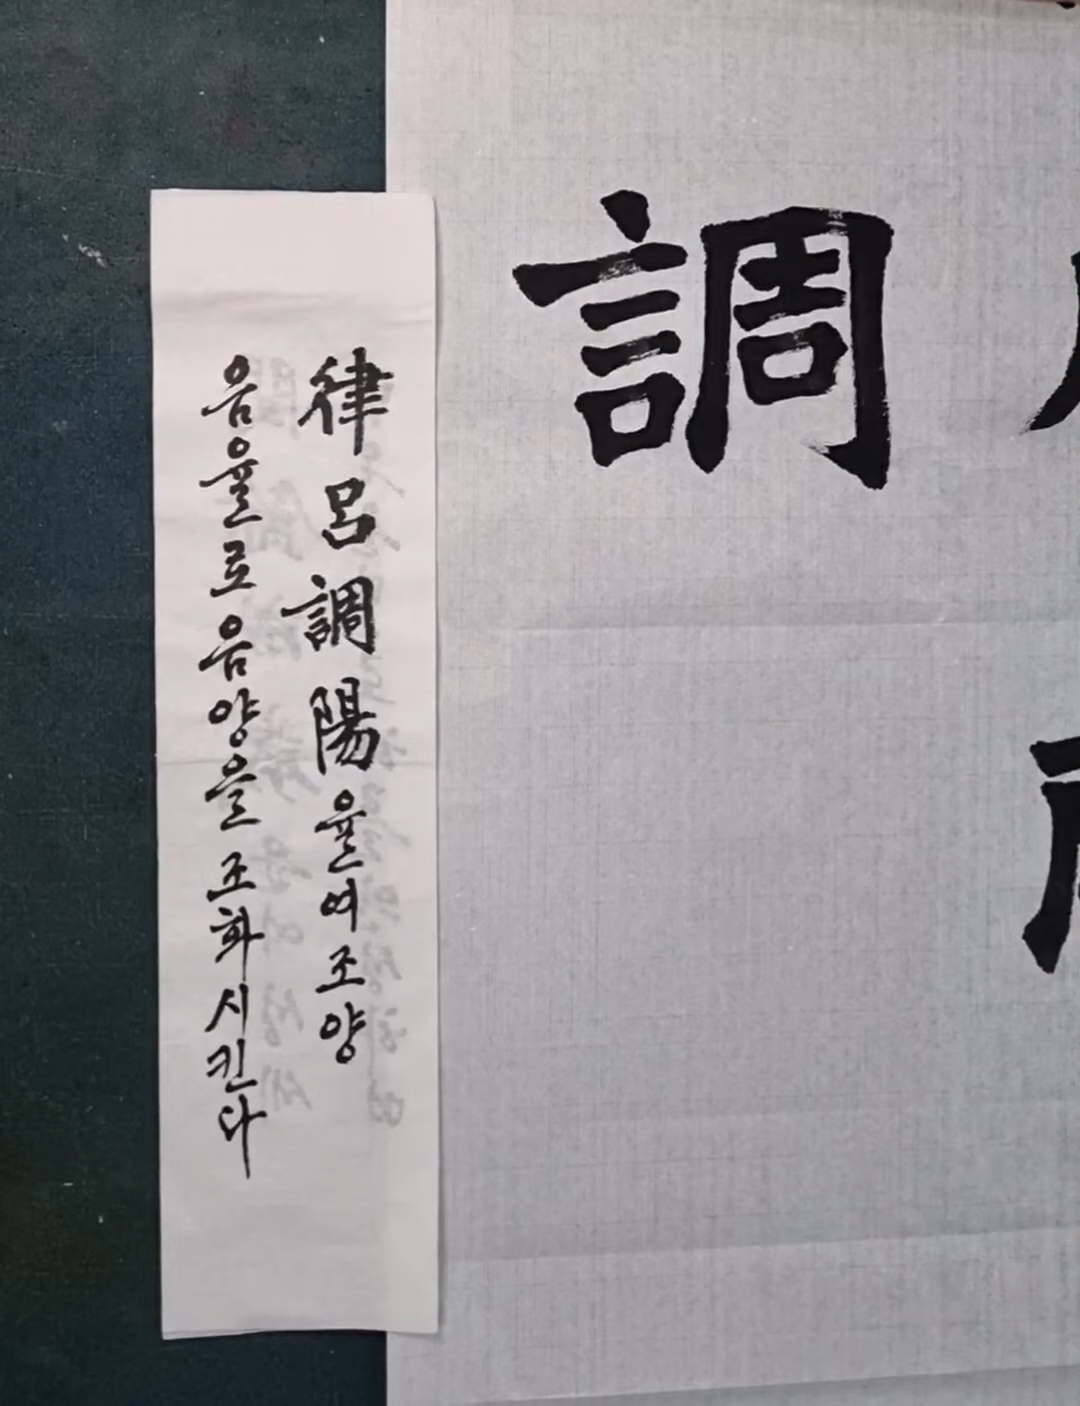 調
律呂調陽 율여조양
음율로 음양을 조화시킨다